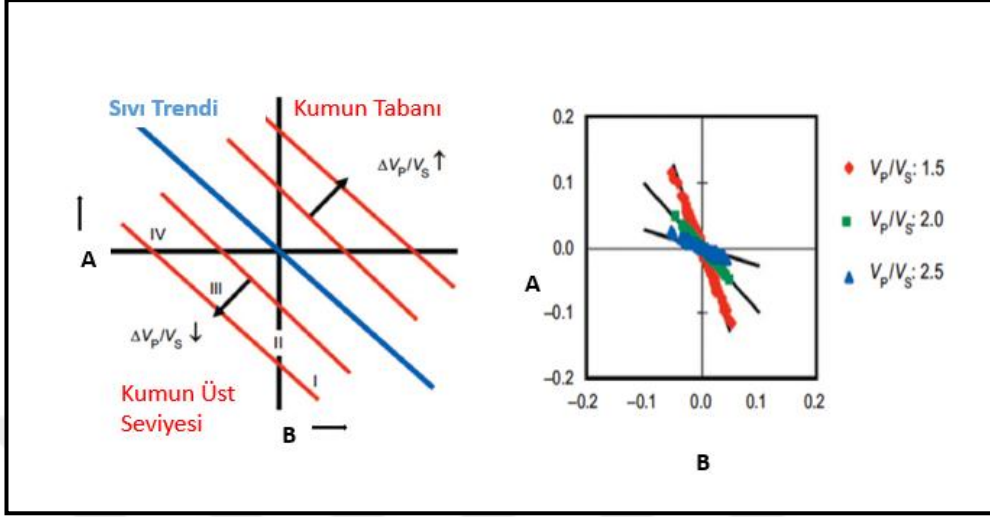 Sıvı Trendi
Kumun Tabanı
ΔVP/VS ↑
A
IV
III
ΔVP/VS ↓
II
I
Kumun Üst
Seviyesi
B
0.2
0.1
0.0
−0.1
−0.2
−0.2
−0.1
0.0
0.1
0.2
A
B
VP/VS: 1.5
VP/VS: 2.0
VP/VS: 2.5